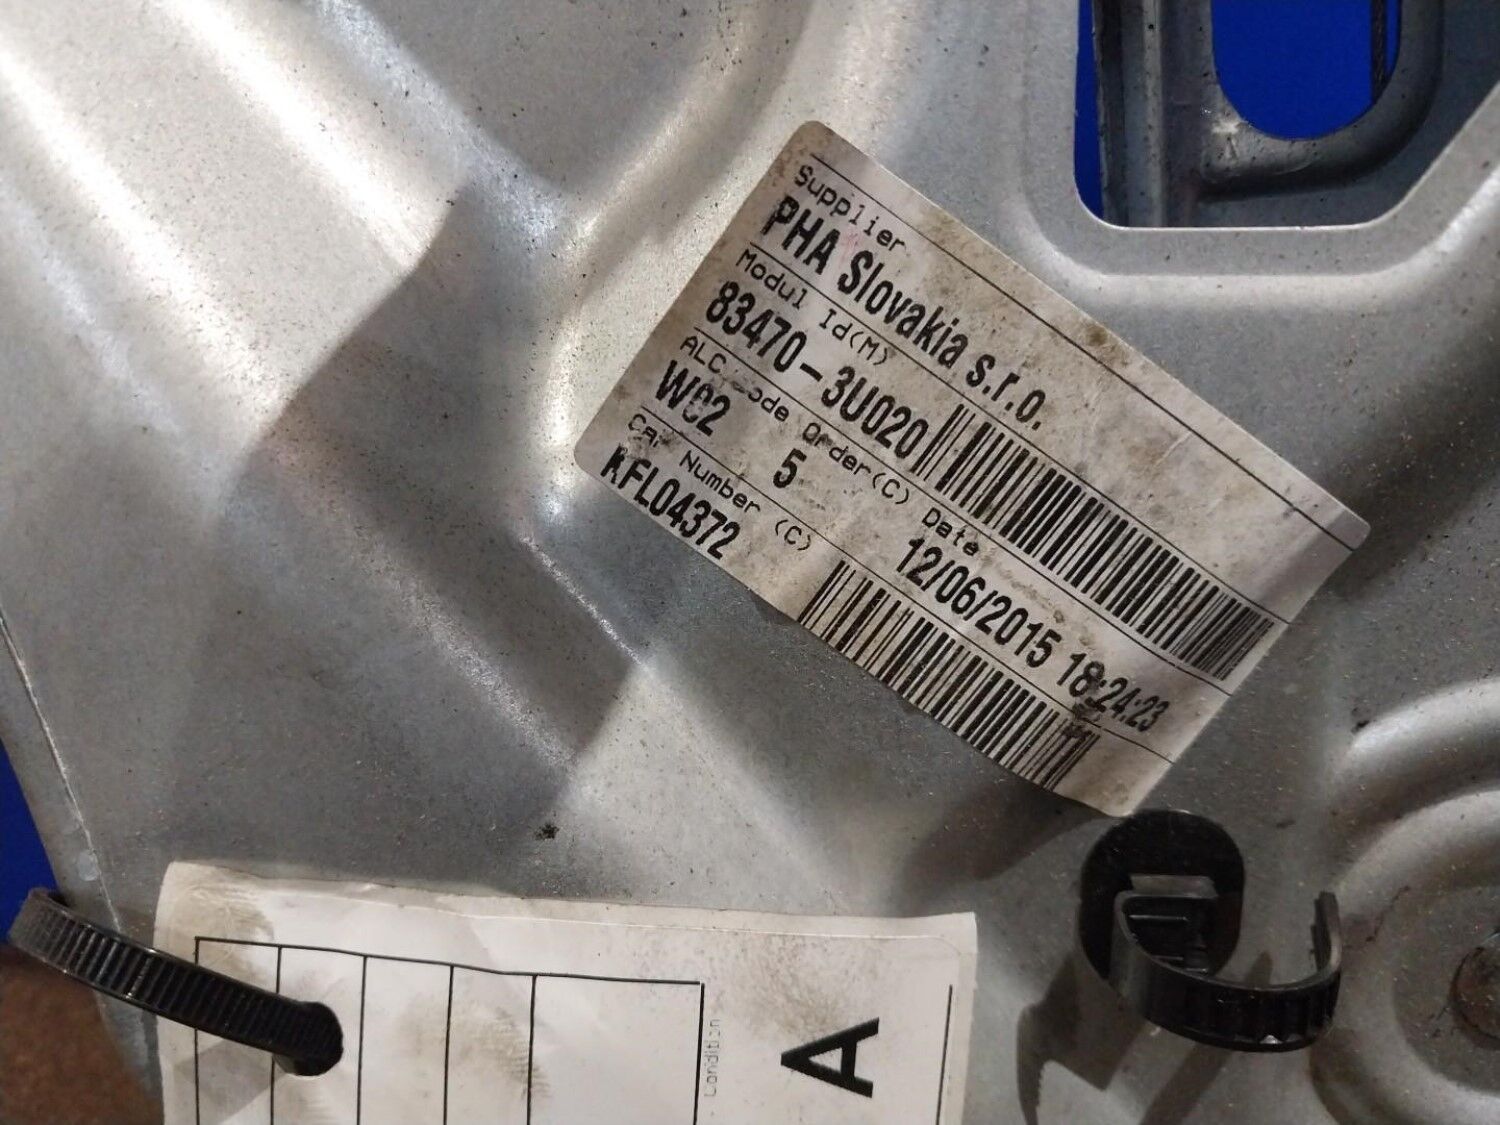 Supplier
PHA Slovakia s.r.o.
Modul Id(M)
83470-3U020
ALC Code Order(C) Date
W02 5 12/06/2015 18:24:23
Car Number (C)
KFL04372
Condition
A